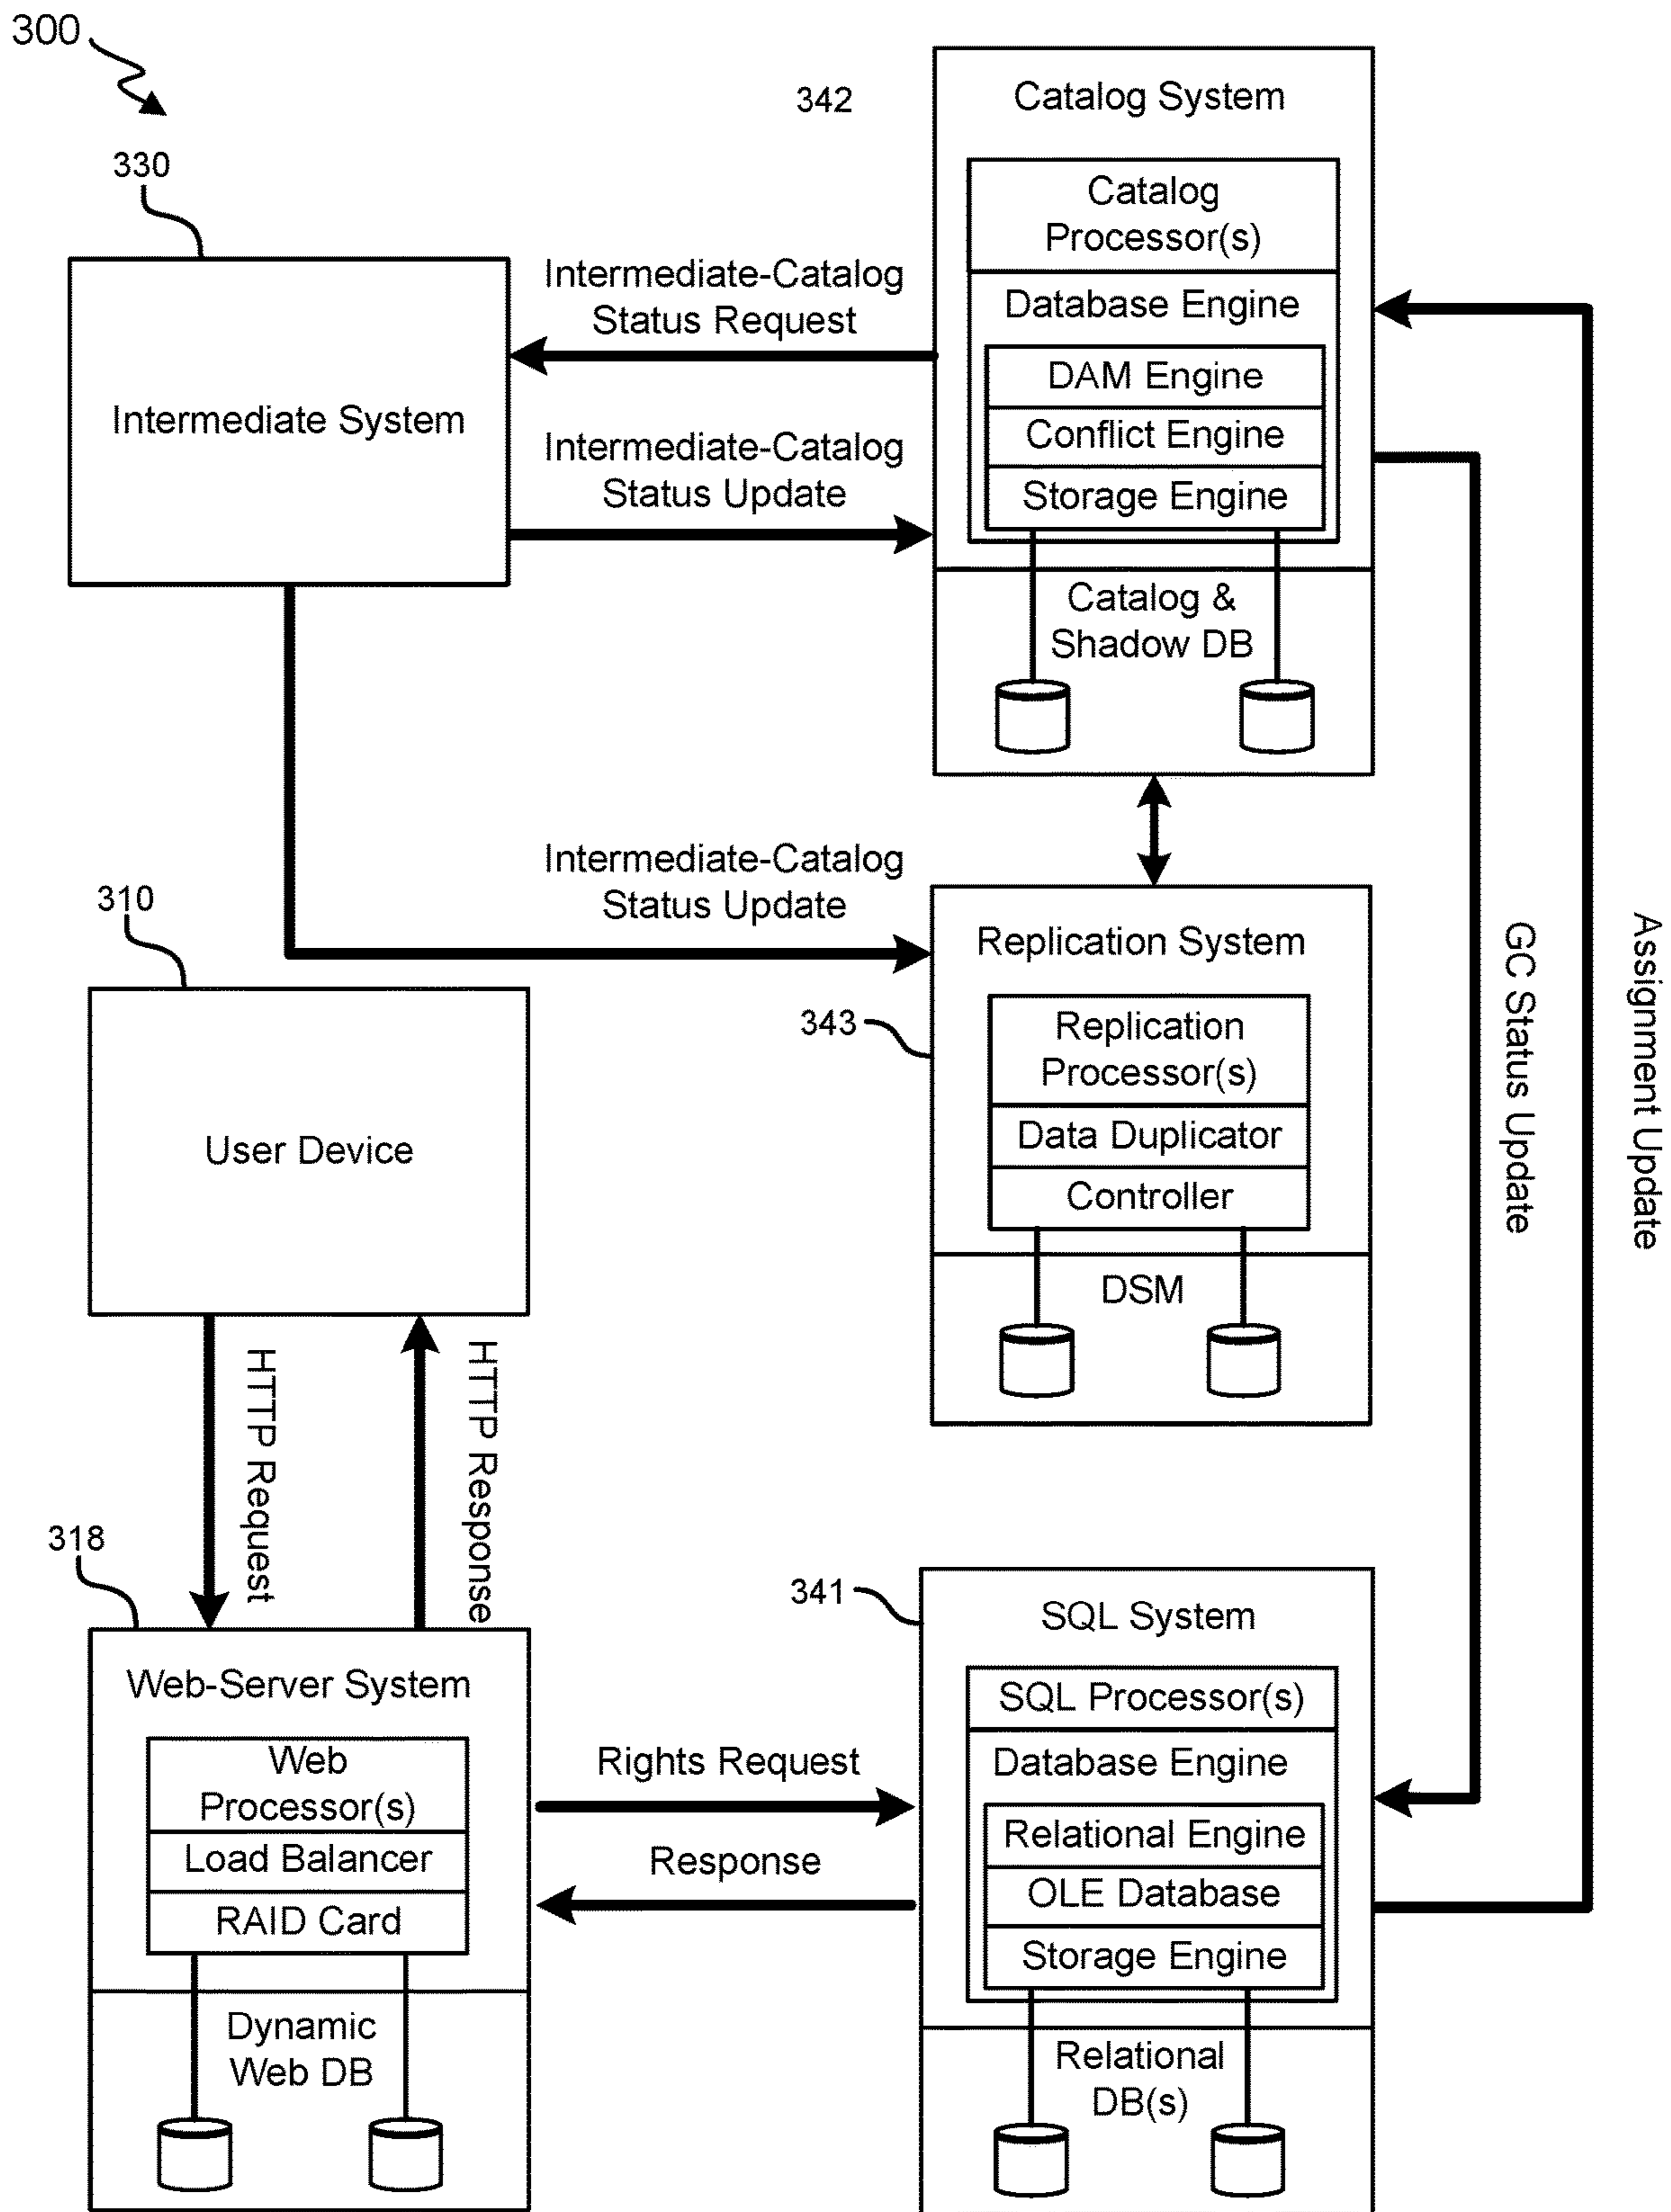 300
342
Catalog System
330
Catalog
Processor(s)
Intermediate-Catalog
Status Request
Database Engine
DAM Engine
Intermediate System
Conflict Engine
Intermediate-Catalog
Status Update
Storage Engine
Catalog &
Shadow DB
Intermediate-Catalog
Status Update
310
Replication System
GC Status Update
Assignment Update
343
Replication
Processor(s)
User Device
Data Duplicator
Controller
DSM
HTTP Request
HTTP Response
318
341
SQL System
Web-Server System
SQL Processor(s)
Web
Processor(s)
Rights Request
Database Engine
Load Balancer
Response
Relational Engine
RAID Card
OLE Database
Storage Engine
Dynamic
Web DB
Relational
DB(s)